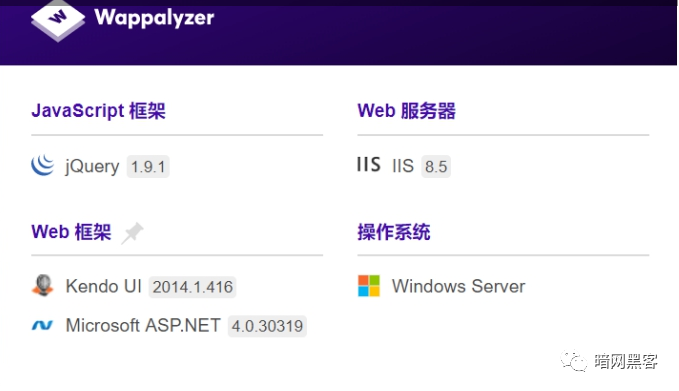 Wappalyzer
JavaScript 框架
jQuery 1.9.1
Web 服务器
IIS IIS 8.5
Web 框架
Kendo UI 2014.1.416
Microsoft ASP.NET 4.0.30319
操作系统
Windows Server
暗网黑客